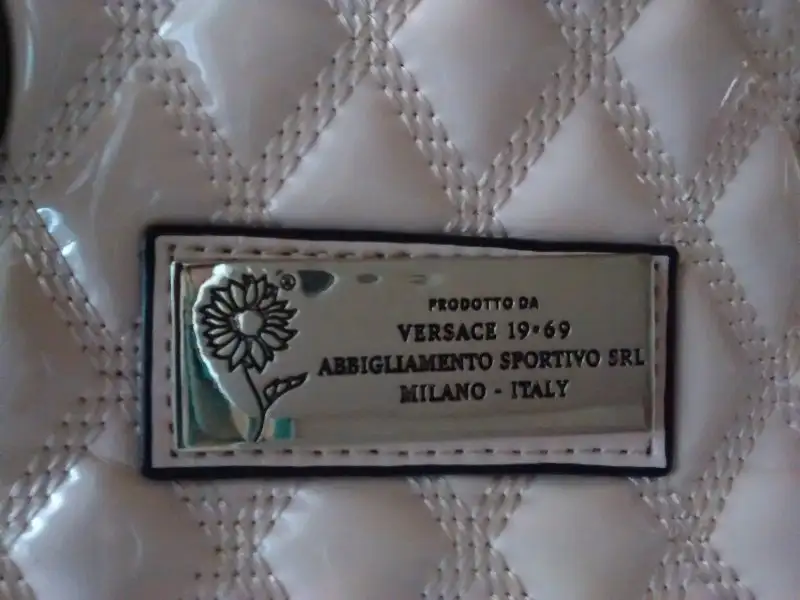 ®
PRODOTTO DA
VERSACE 19•69
ABBIGLIAMENTO SPORTIVO SRL
MILANO - ITALY